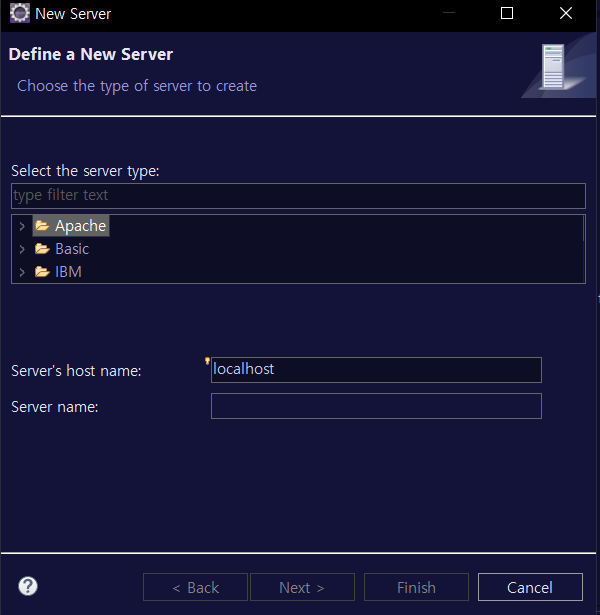 New Server
Define a New Server
Choose the type of server to create
Select the server type:
type filter text
Apache
Basic
IBM
Server's host name:
localhost
Server name:
< Back
Next >
Finish
Cancel